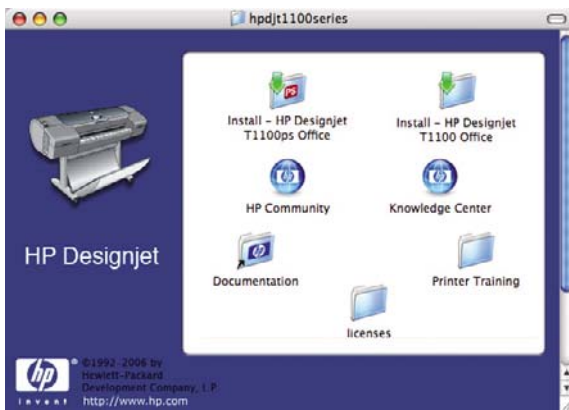 hpdjt1100series
Install – HP Designjet
T1100ps Office
Install – HP Designjet
T1100 Office
HP Community
Knowledge Center
Documentation
Printer Training
licenses
HP Designjet
PS
hp
®
invent
©1992-2006 by
Hewlett-Packard
Development Company, L.P.
http://www.hp.com